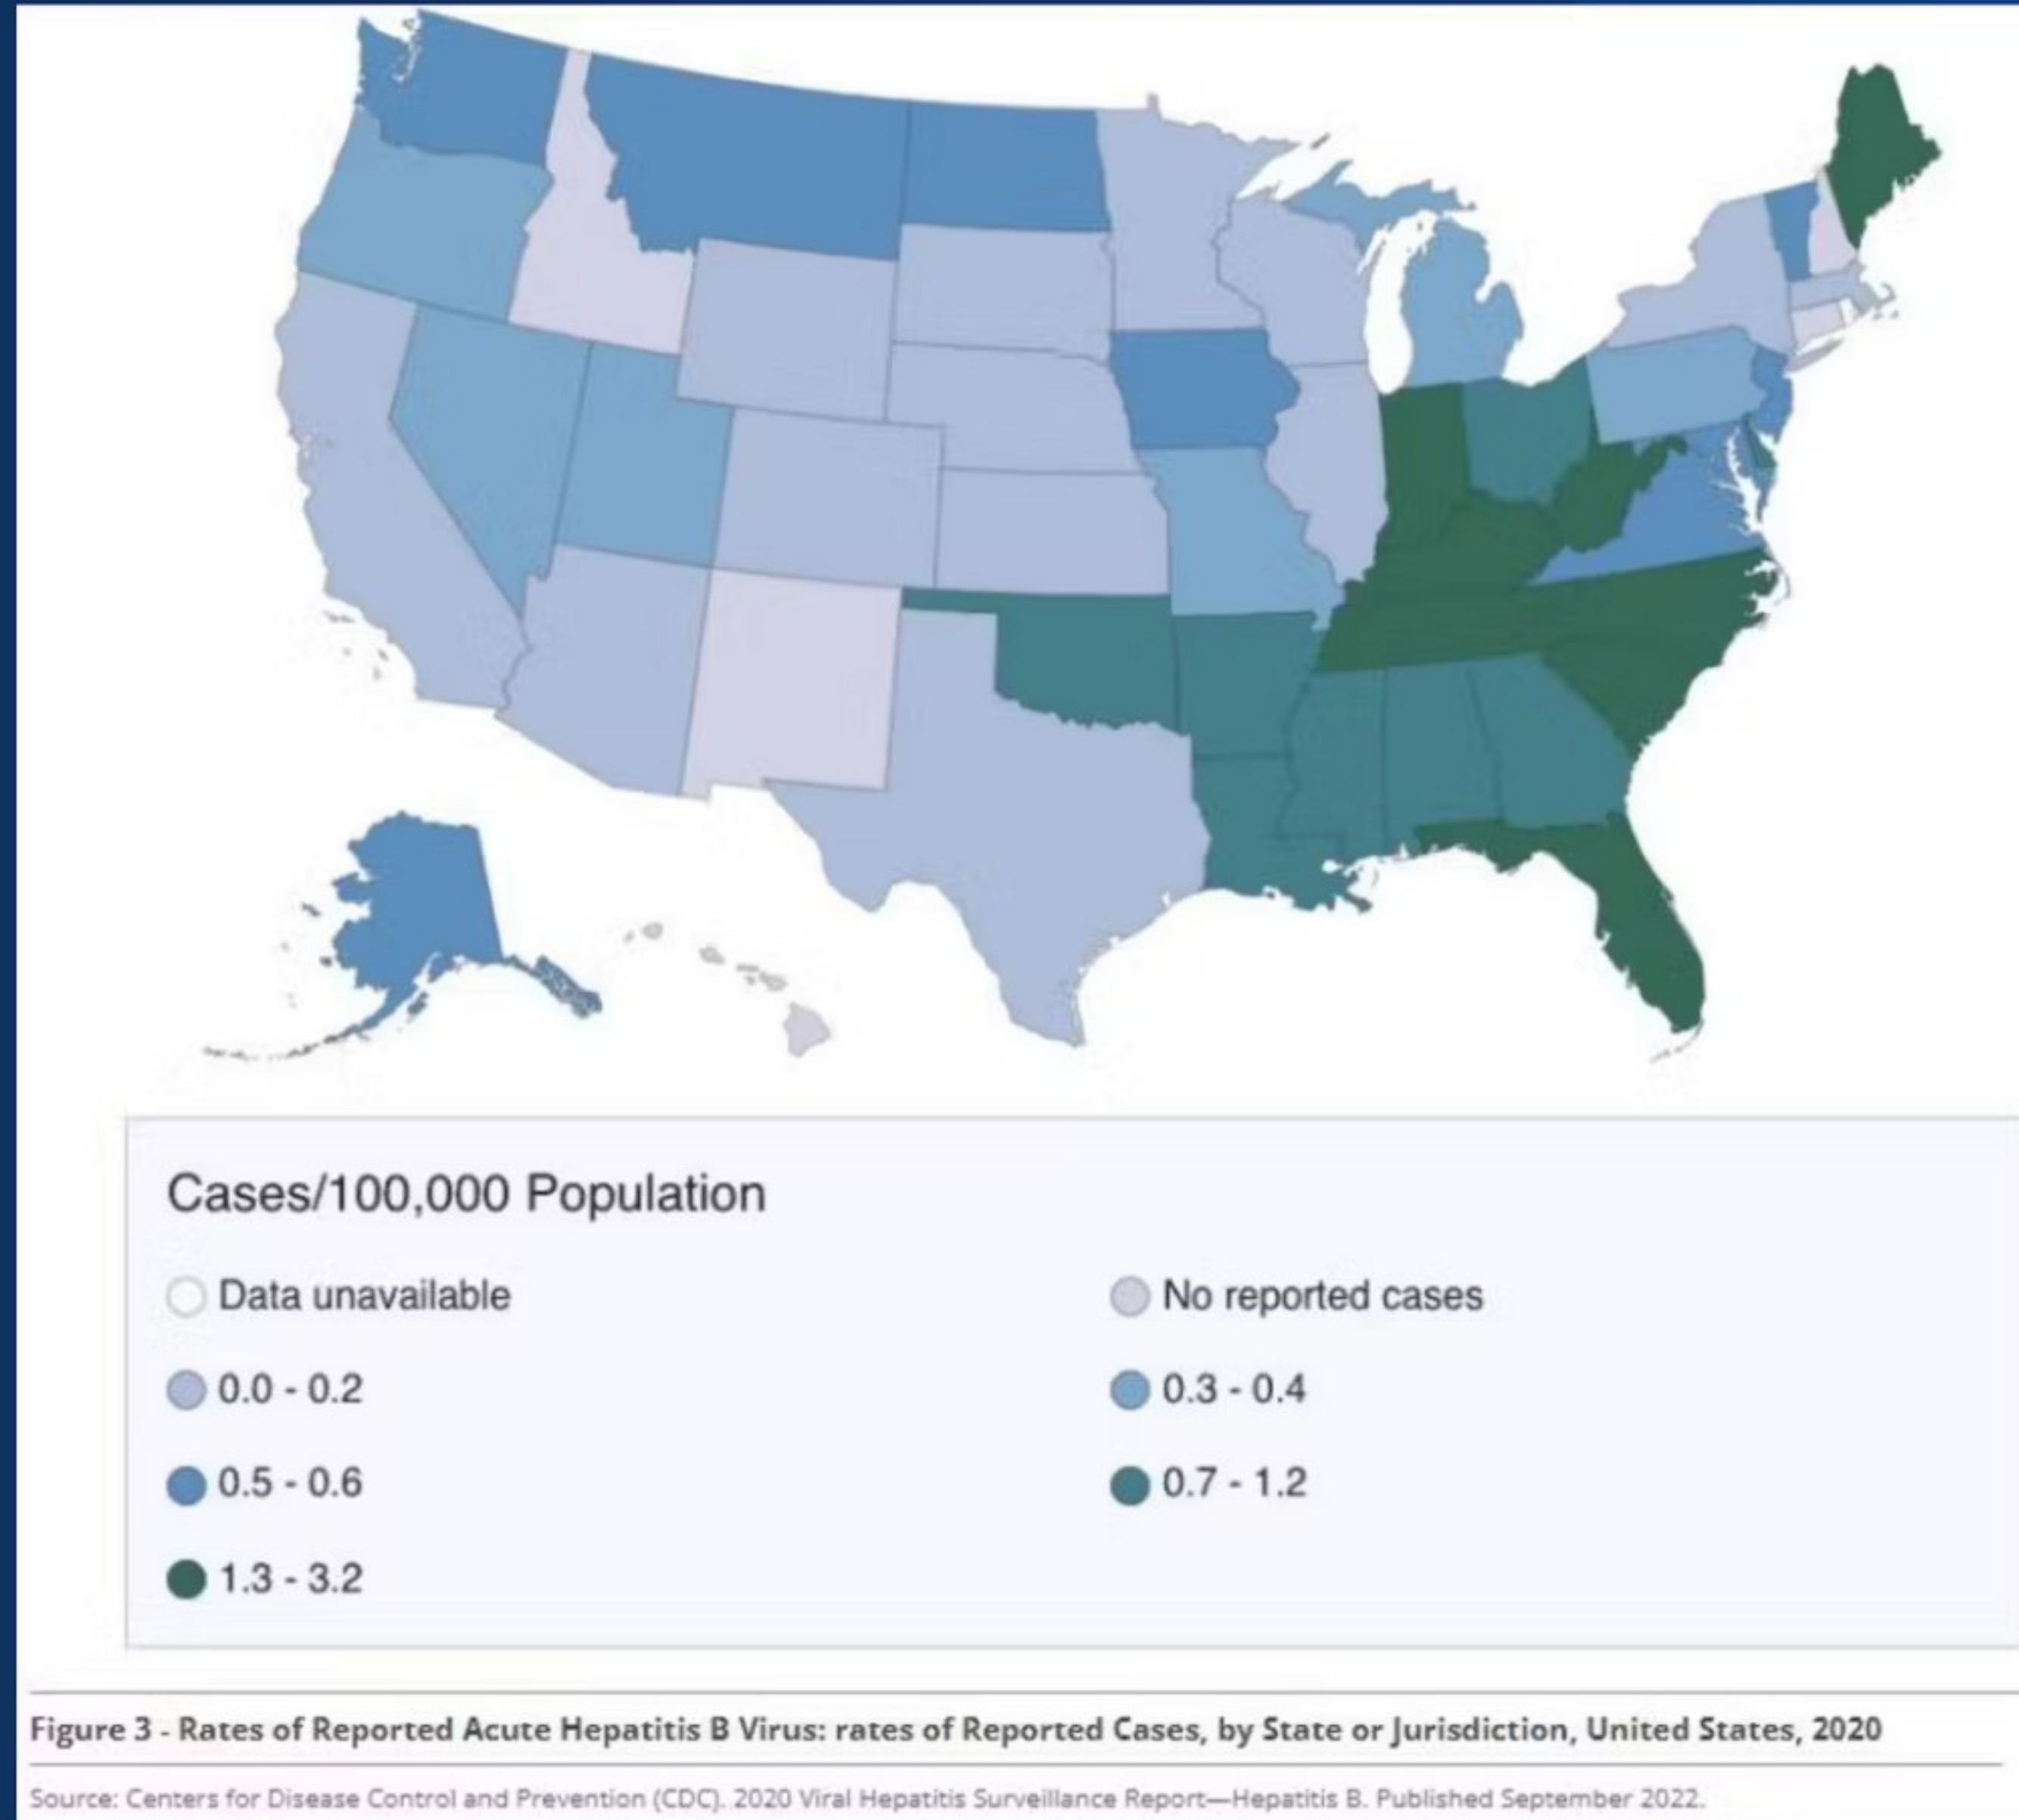 Cases/100,000 Population
Data unavailable
No reported cases
0.0 - 0.2
0.3 - 0.4
0.5 - 0.6
0.7 - 1.2
1.3 - 3.2
Figure 3 - Rates of Reported Acute Hepatitis B Virus: rates of Reported Cases, by State or Jurisdiction, United States, 2020
Source: Centers for Disease Control and Prevention (CDC). 2020 Viral Hepatitis Surveillance Report—Hepatitis B. Published September 2022.